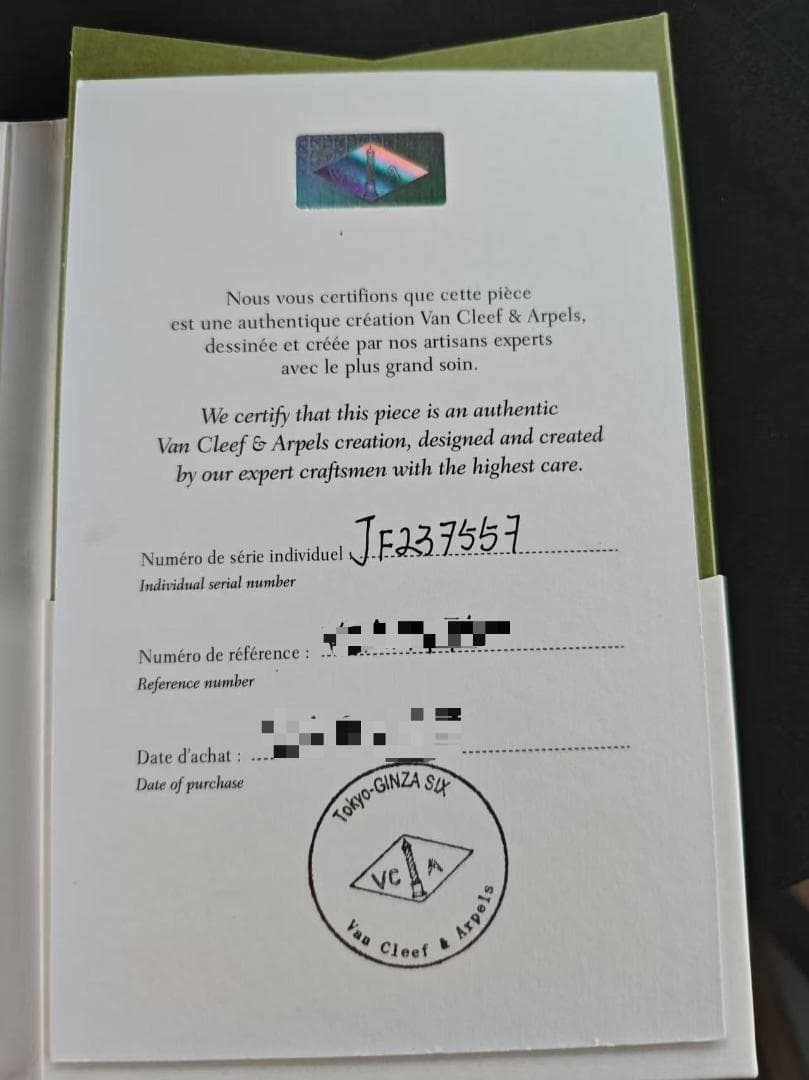 Nous vous certifions que cette pièce
est une authentique création Van Cleef & Arpels,
dessinée et créée par nos artisans experts
avec le plus grand soin.
We certify that this piece is an authentic
Van Cleef & Arpels creation, designed and created
by our expert craftsmen with the highest care.
Numéro de série individuel : JF237557
Individual serial number
Numéro de référence :
Reference number
Date d'achat :
Date of purchase
Tokyo-GINZA SIX
VC A
Van Cleef & Arpels